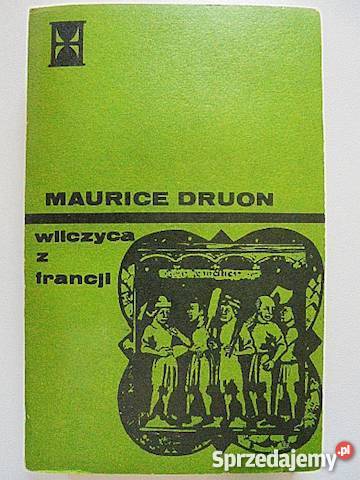 MAURICE DRUON
wilczyca
z
francji
Sprzedajemy.pl